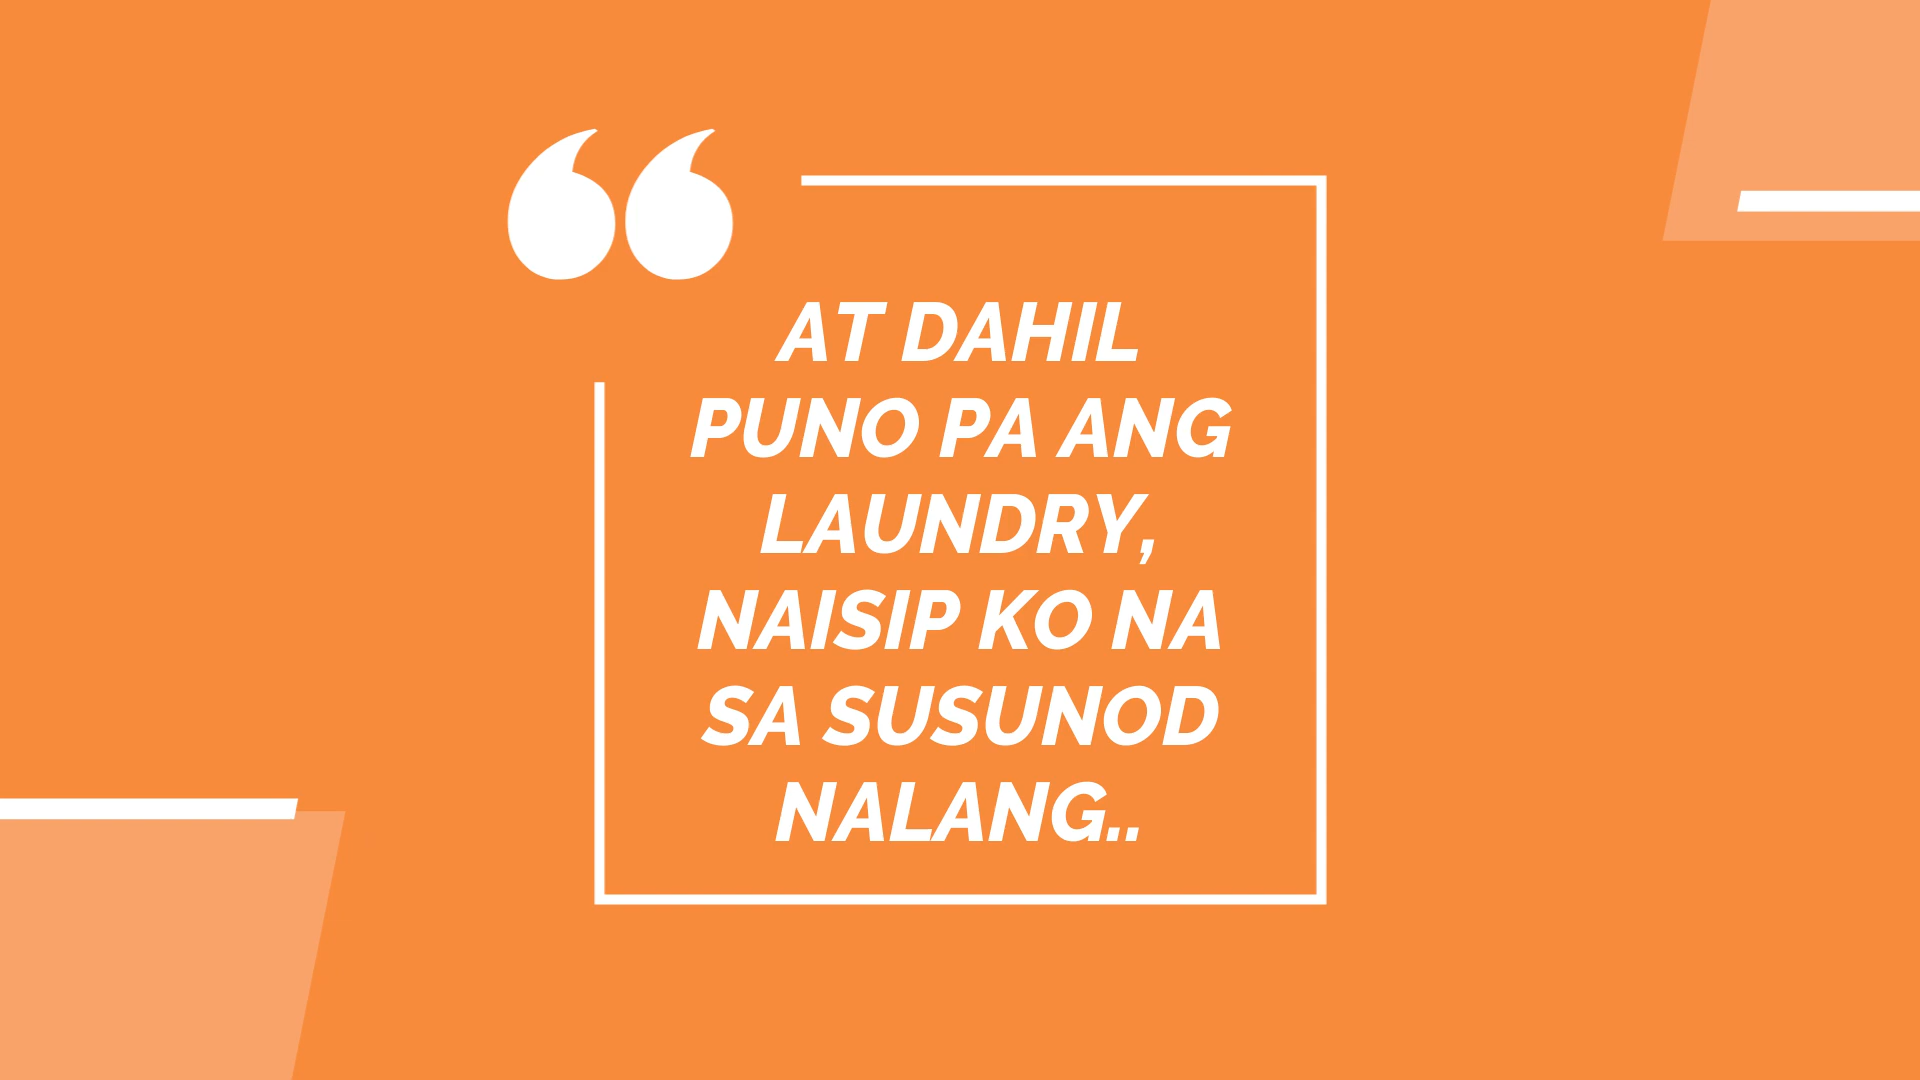 AT DAHIL
PUNO PA ANG
LAUNDRY,
NAISIP KO NA
SA SUSUNOD
NALANG..